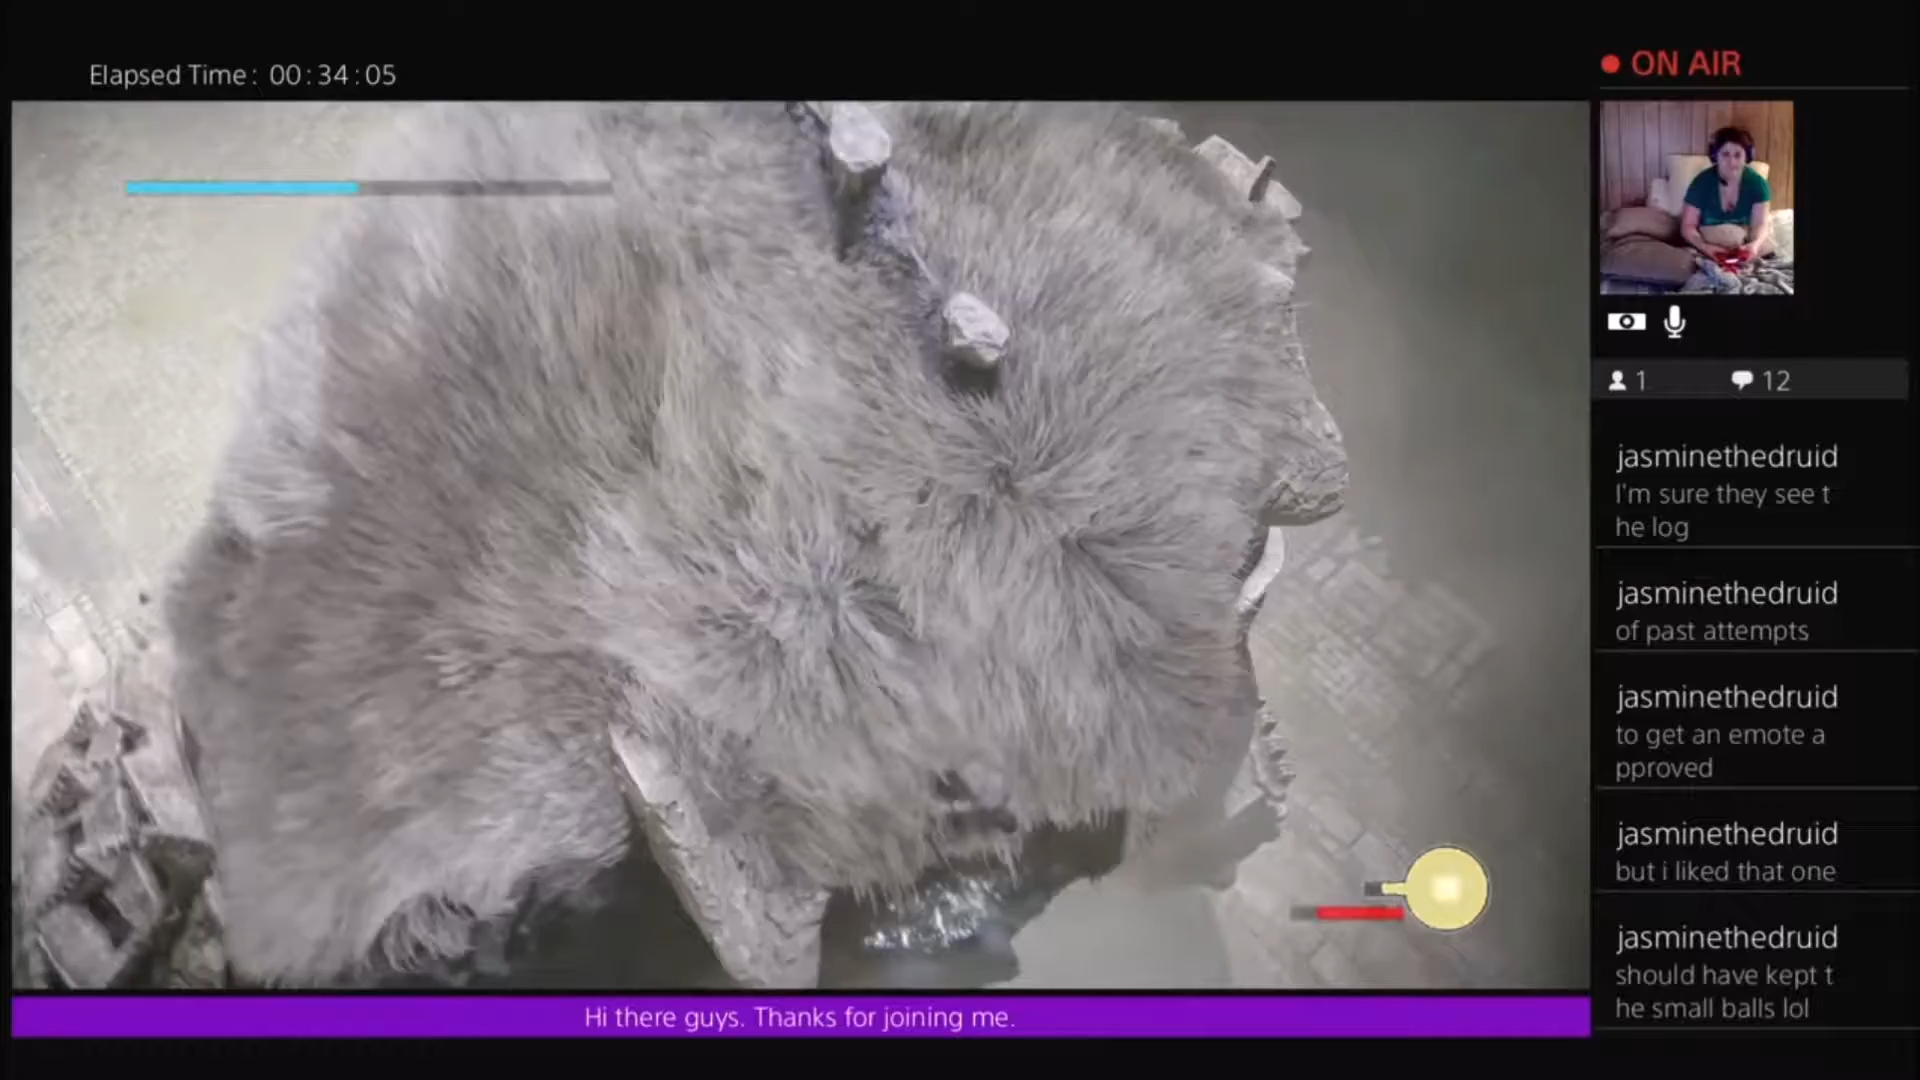 Elapsed Time: 00:34:05
ON AIR
1 12
jasminethedruid
I'm sure they see t
he log
jasminethedruid
of past attempts
jasminethedruid
to get an emote a
pproved
jasminethedruid
but i liked that one
jasminethedruid
should have kept t
he small balls lol
Hi there guys. Thanks for joining me.